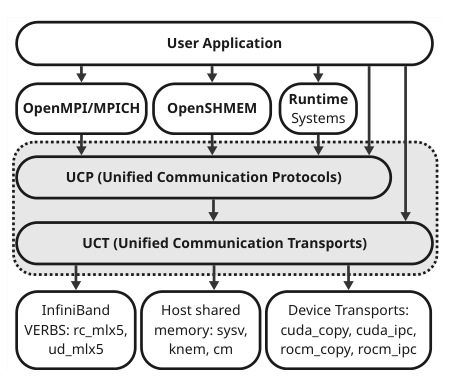 User Application
OpenMPI/MPICH
OpenSHMEM
Runtime
Systems
UCP (Unified Communication Protocols)
UCT (Unified Communication Transports)
InfiniBand
VERBS: rc_mlx5,
ud_mlx5
Host shared
memory: sysv,
knem, cm
Device Transports:
cuda_copy, cuda_ipc,
rocm_copy, rocm_ipc